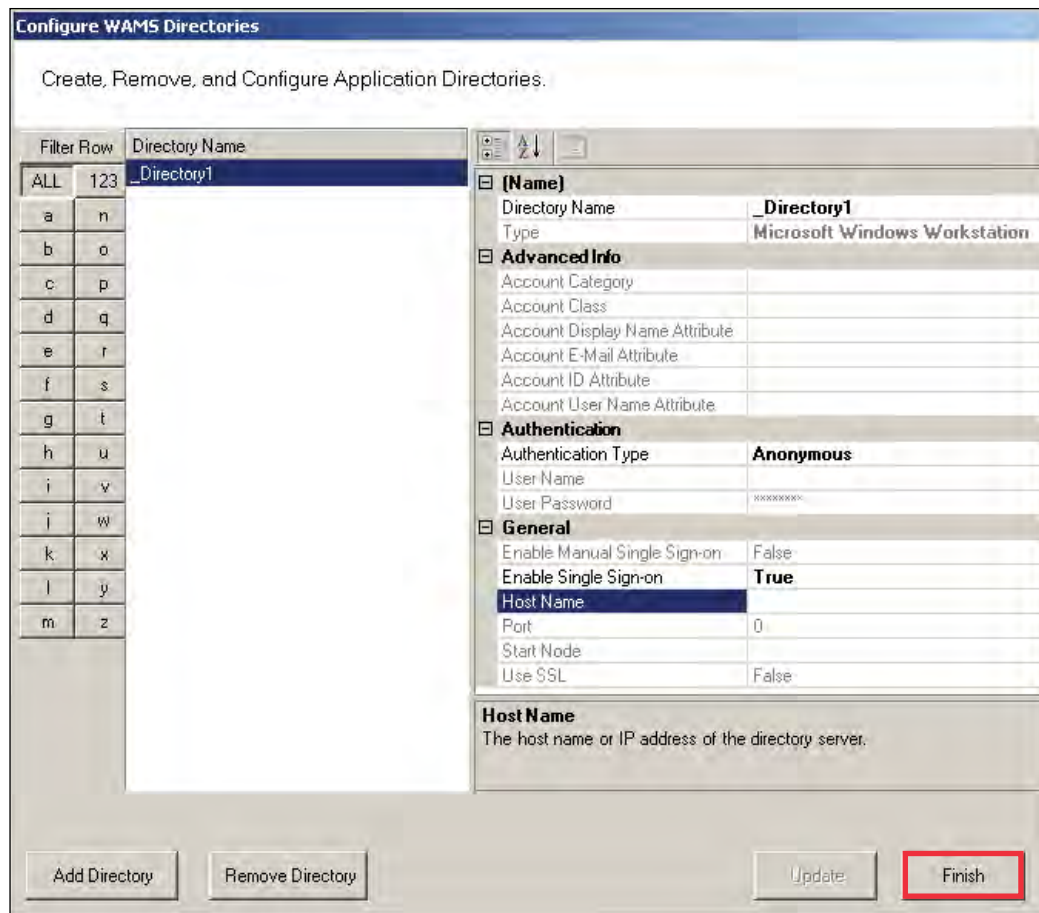 Configure WAMS Directories
Create, Remove, and Configure Application Directories.
Filter Row
ALL 123
a n
b o
c p
d q
e r
f s
g t
h u
i v
j w
k x
l y
m z
Directory Name
_Directory1
A
Z
(Name)
Directory Name _Directory1
Type Microsoft Windows Workstation
Advanced Info
Account Category
Account Class
Account Display Name Attribute
Account E-Mail Attribute
Account ID Attribute
Account User Name Attribute
Authentication
Authentication Type Anonymous
User Name
User Password ********
General
Enable Manual Single Sign-on False
Enable Single Sign-on True
Host Name
Port 0
Start Node
Use SSL False
Host Name
The host name or IP address of the directory server.
Add Directory Remove Directory Update Finish